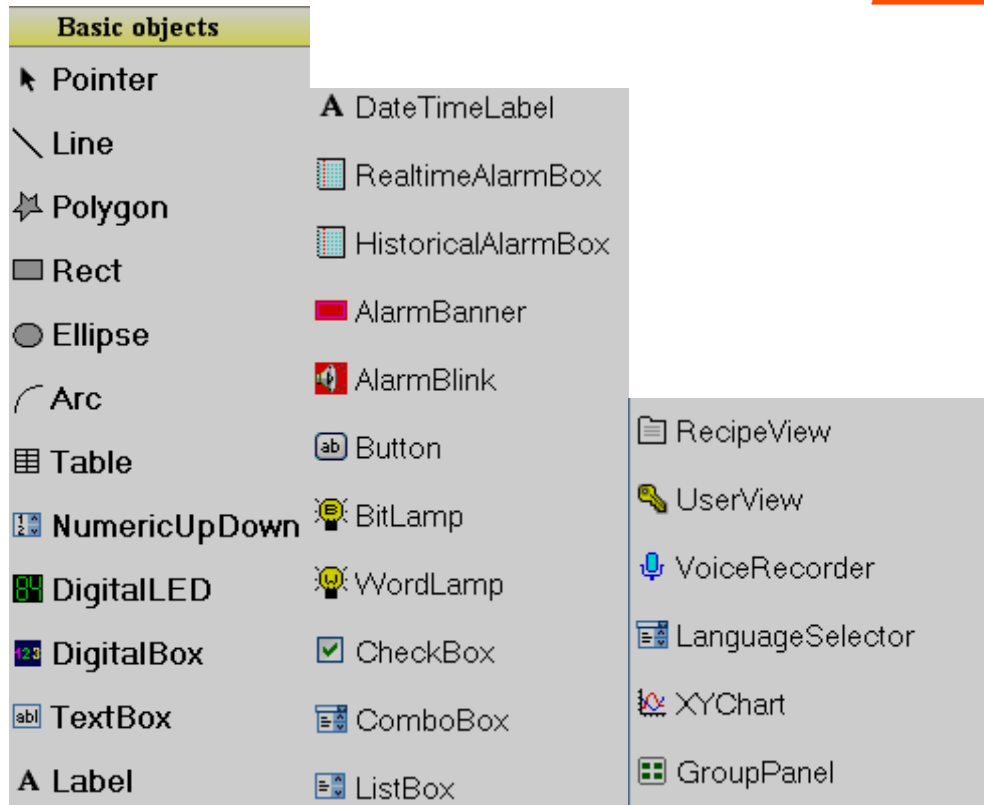 Basic objects
Pointer
Line
Polygon
Rect
Ellipse
Arc
Table
NumericUpDown
DigitalLED
DigitalBox
TextBox
Label
DateTimeLabel
RealtimeAlarmBox
HistoricalAlarmBox
AlarmBanner
AlarmBlink
Button
BitLamp
WordLamp
CheckBox
ComboBox
ListBox
RecipeView
UserView
VoiceRecorder
LanguageSelector
XYChart
GroupPanel